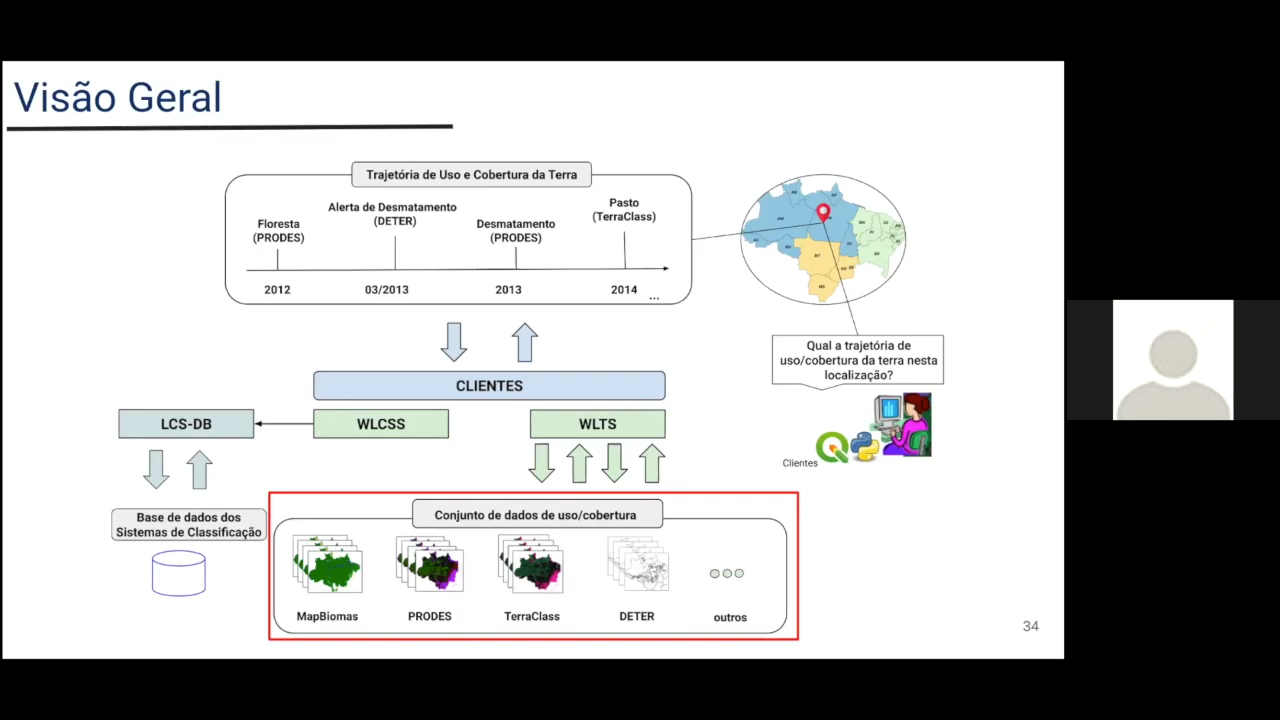 Visão Geral
Trajetória de Uso e Cobertura da Terra
Floresta
(PRODES)
Alerta de Desmatamento
(DETER)
Desmatamento
(PRODES)
Pasto
(TerraClass)
2012
03/2013
2013
2014
...
Qual a trajetória de
uso/cobertura da terra nesta
localização?
Clientes
CLIENTES
LCS-DB
WLCSS
WLTS
Base de dados dos
Sistemas de Classificação
Conjunto de dados de uso/cobertura
MapBiomas
PRODES
TerraClass
DETER
outros
34